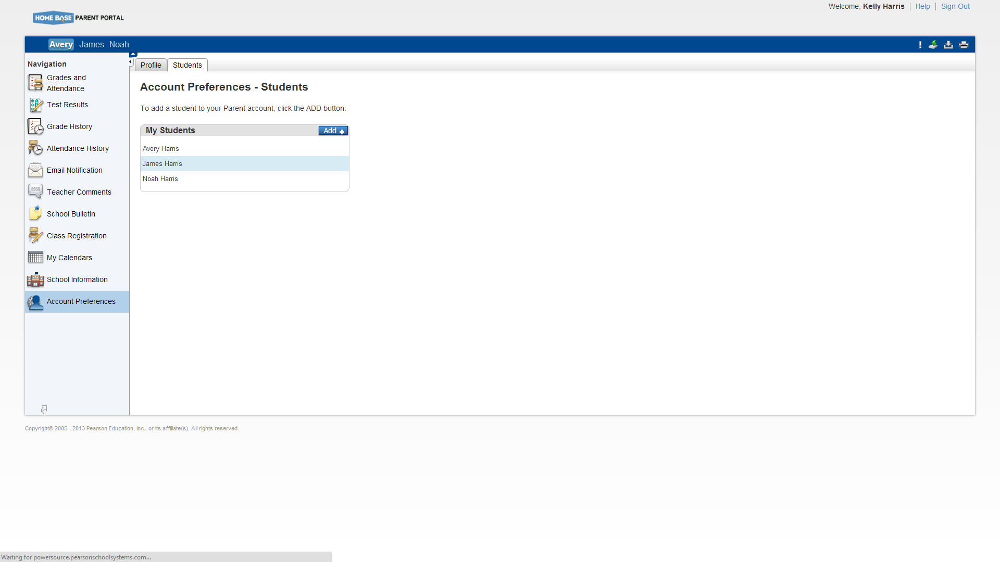 Welcome, Kelly Harris
Help
Sign Out
HOME BASE PARENT PORTAL
Avery James Noah
!
Navigation
Grades and
Attendance
Test Results
Grade History
Attendance History
Email Notification
Teacher Comments
School Bulletin
Class Registration
My Calendars
School Information
Account Preferences
Profile
Students
Account Preferences - Students
To add a student to your Parent account, click the ADD button.
My Students
Add +
Avery Harris
James Harris
Noah Harris
Copyright© 2005 - 2013 Pearson Education, Inc., or its affiliate(s). All rights reserved.
Waiting for powersource.pearsonschoolsystems.com...